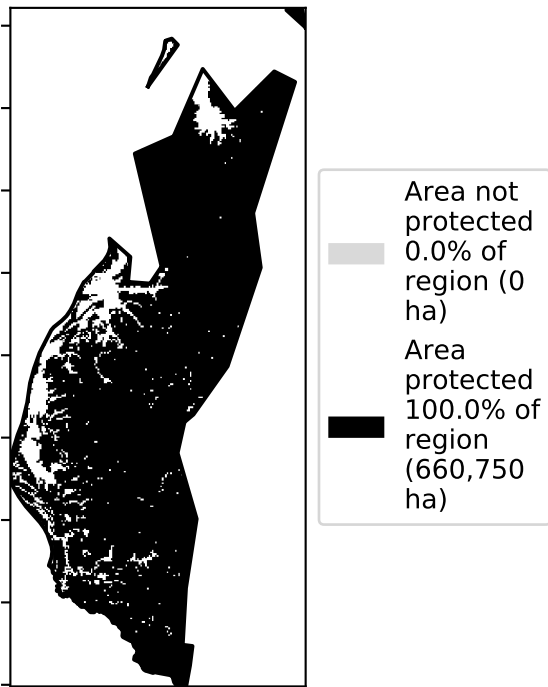 Area not
protected
0.0% of
region (0
ha)
Area
protected
100.0% of
region
(660,750
ha)